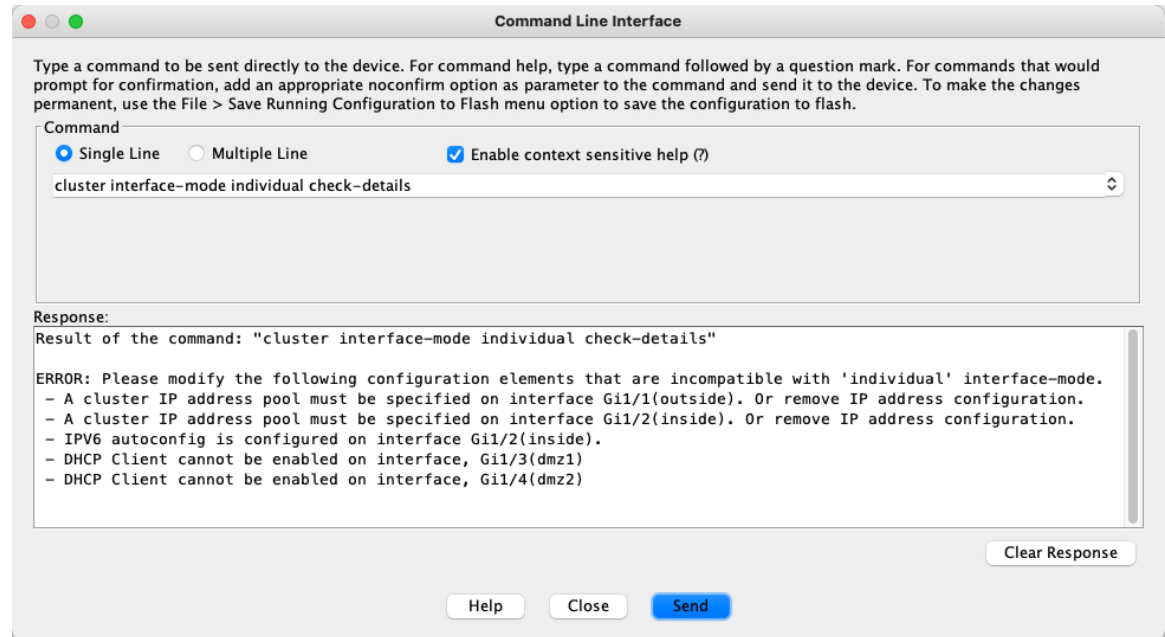 Command Line Interface
Type a command to be sent directly to the device. For command help, type a command followed by a question mark. For commands that would
prompt for confirmation, add an appropriate noconfirm option as parameter to the command and send it to the device. To make the changes
permanent, use the File > Save Running Configuration to Flash menu option to save the configuration to flash.
Command
Single Line Multiple Line Enable context sensitive help (?)
cluster interface-mode individual check-details
Response:
Result of the command: "cluster interface-mode individual check-details"
ERROR: Please modify the following configuration elements that are incompatible with 'individual' interface-mode.
- A cluster IP address pool must be specified on interface Gi1/1(outside). Or remove IP address configuration.
- A cluster IP address pool must be specified on interface Gi1/2(inside). Or remove IP address configuration.
- IPV6 autoconfig is configured on interface Gi1/2(inside).
- DHCP Client cannot be enabled on interface, Gi1/3(dmz1)
- DHCP Client cannot be enabled on interface, Gi1/4(dmz2)
Clear Response
Help Close Send